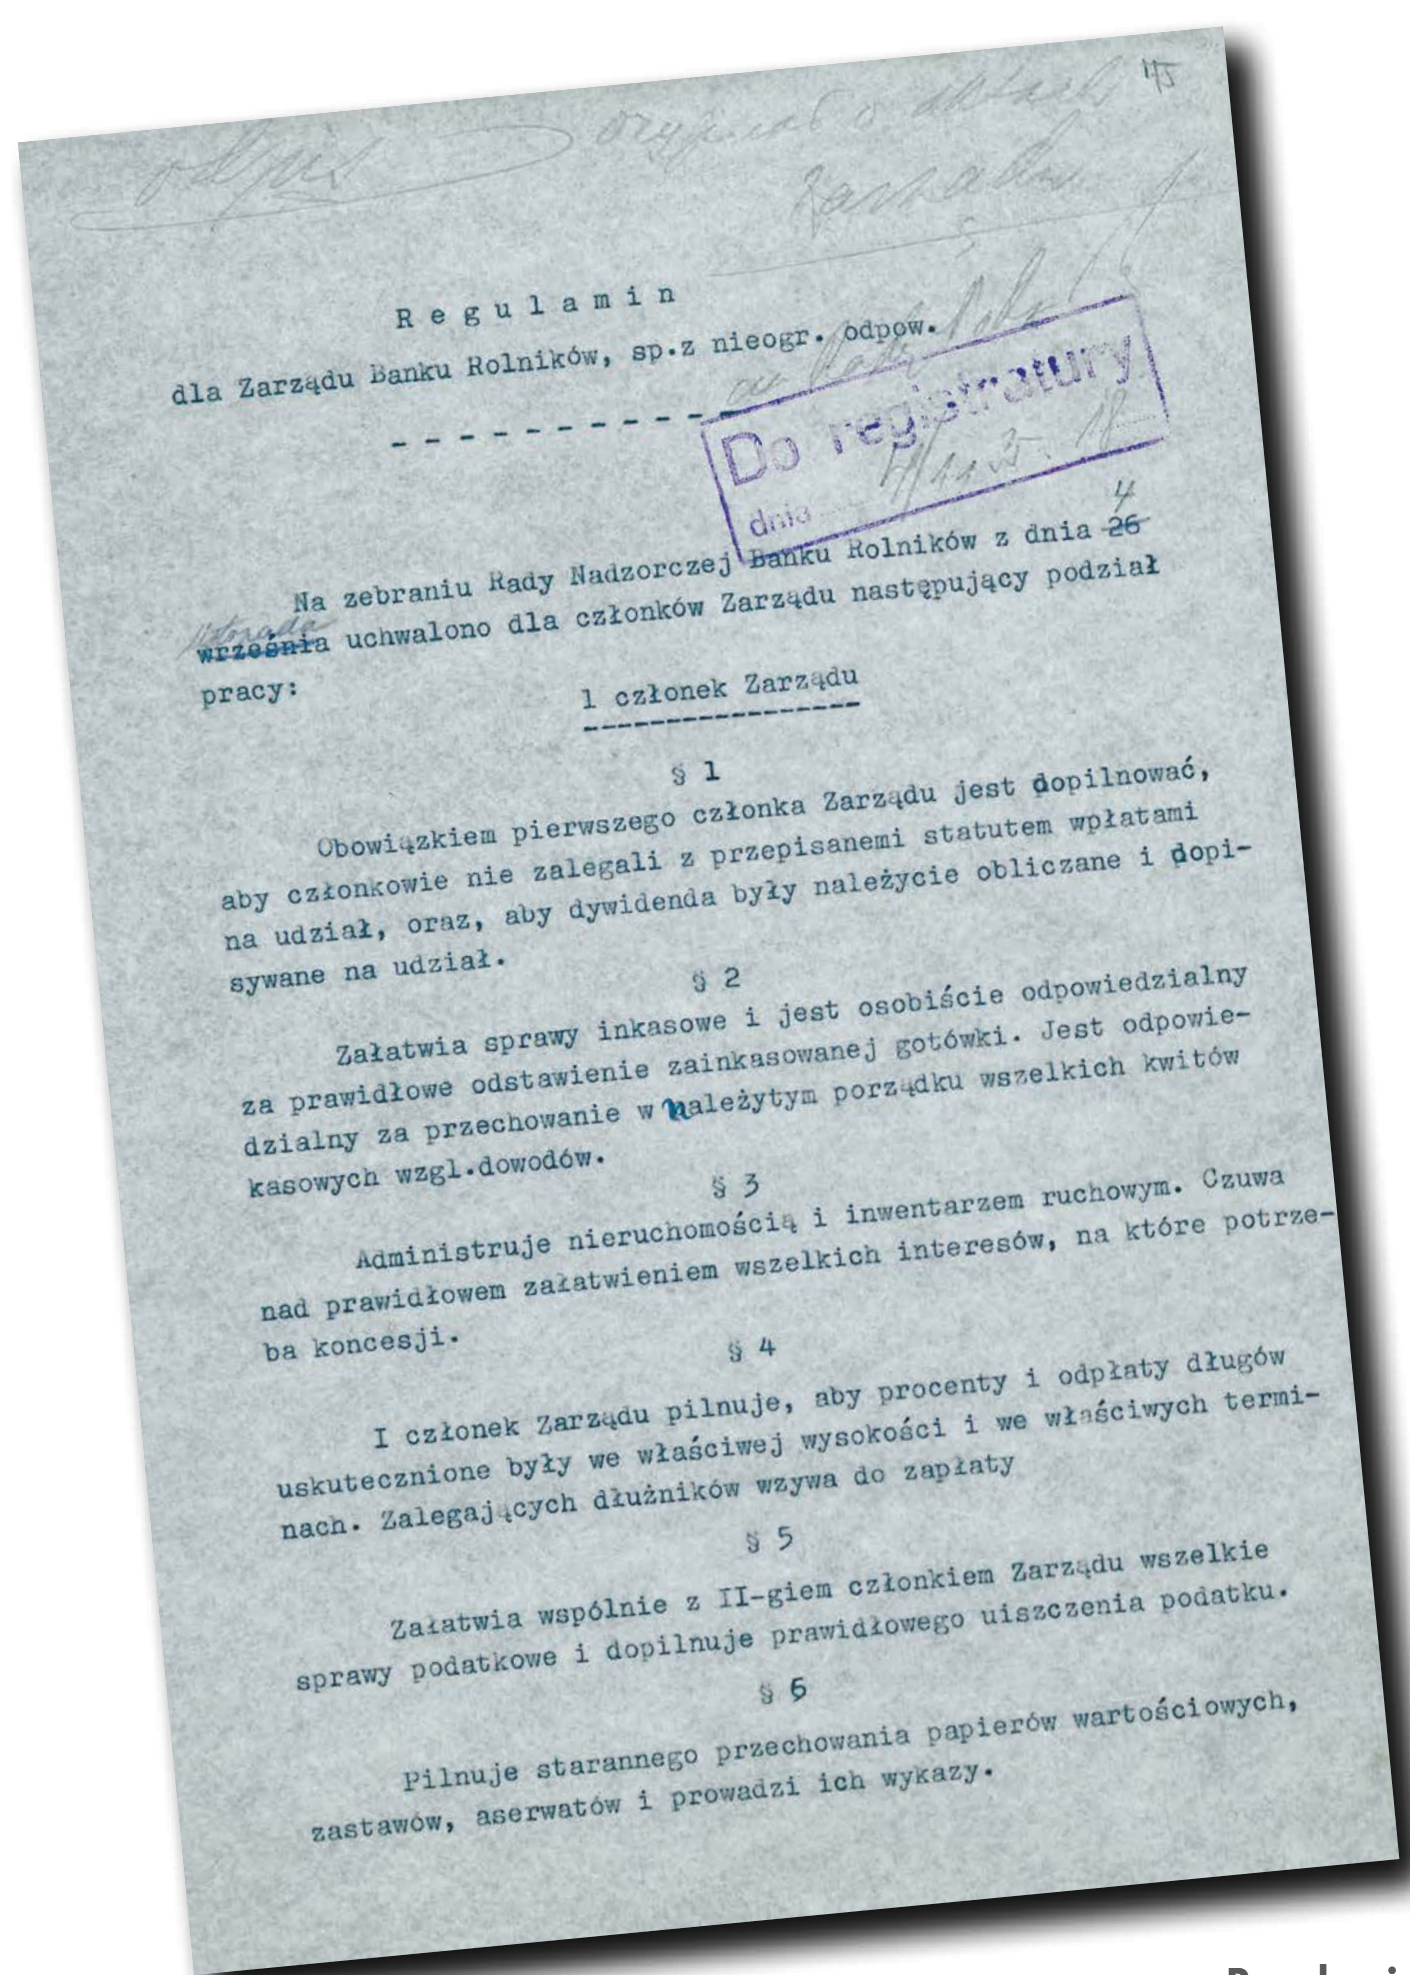 45
odpis oryginał w aktach
Zarządu
Regulamin
dla Zarządu Banku Rolników, sp.z nieogr. odpow.
Do registratury
dnia
4
Na zebraniu Rady Nadzorczej Banku Rolników z dnia 26
listopada
września uchwalono dla członków Zarządu następujący podział
pracy:
1 członek Zarządu
§ 1
Obowiązkiem pierwszego członka Zarządu jest dopilnować,
aby członkowie nie zalegali z przepisanemi statutem wpłatami
na udział, oraz, aby dywidenda były należycie obliczane i dopi-
sywane na udział.
§ 2
Załatwia sprawy inkasowe i jest osobiście odpowiedzialny
za prawidłowe odstawienie zainkasowanej gotówki. Jest odpowie-
dzialny za przechowanie w należytym porządku wszelkich kwitów
kasowych wzgl.dowodów.
§ 3
Administruje nieruchomością i inwentarzem ruchowym. Czuwa
nad prawidłowem załatwieniem wszelkich interesów, na które potrze-
ba koncesji.
§ 4
I członek Zarządu pilnuje, aby procenty i odpłaty długów
uskutecznione były we właściwej wysokości i we właściwych termi-
nach. Zalegających dłużników wzywa do zapłaty
§ 5
Załatwia wspólnie z II-giem członkiem Zarządu wszelkie
sprawy podatkowe i dopilnuje prawidłowego uiszczenia podatku.
§ 6
Pilnuje starannego przechowania papierów wartościowych,
zastawów, aserwatów i prowadzi ich wykazy.